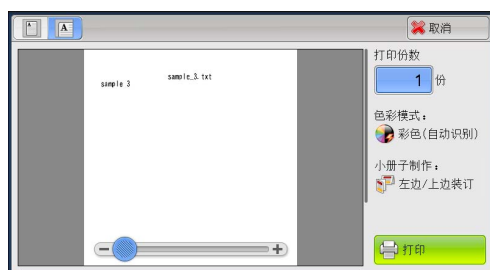 A
A
取消
sample_3.txt
sample 3
打印份数
1 份
色彩模式：
彩色(自动识别)
小册子制作：
左边/上边装订
打印